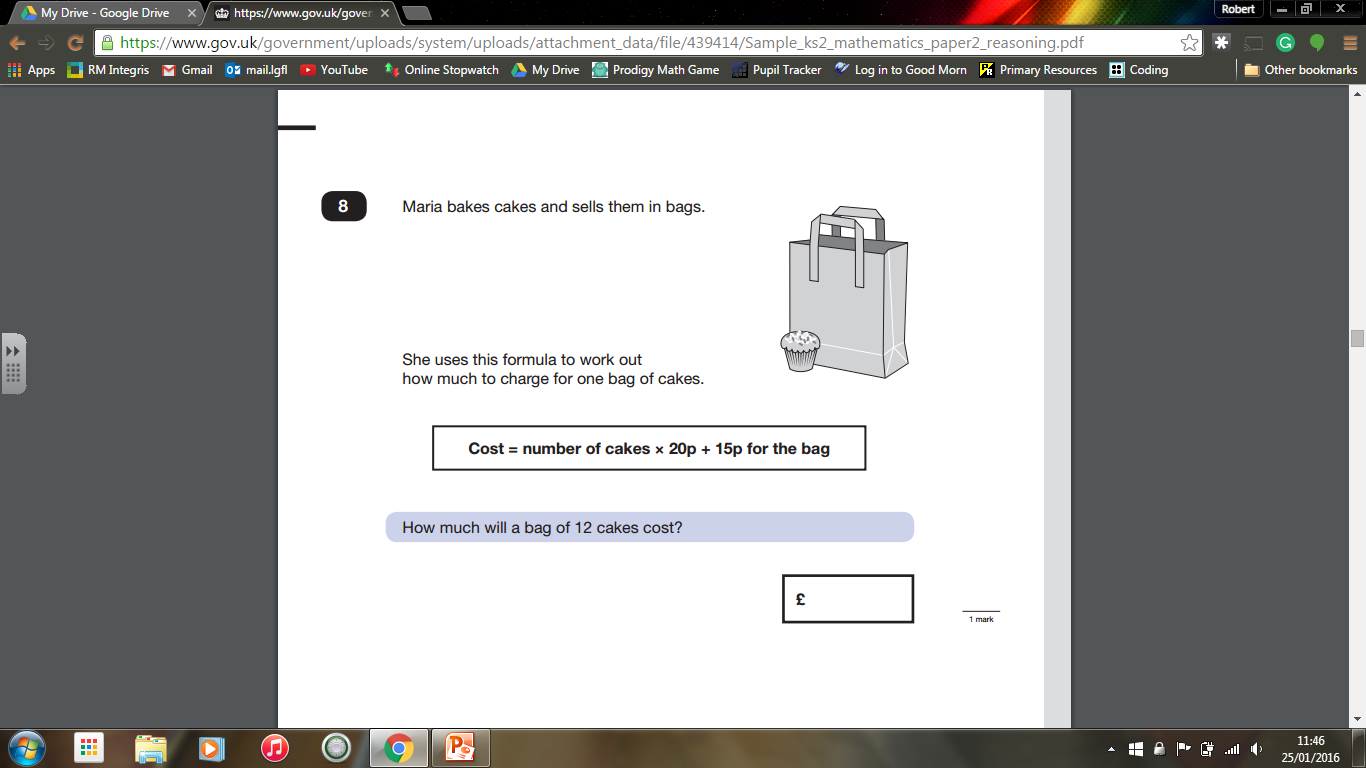 My Drive - Google Drive
https://www.gov.uk/gover
Robert
https://www.gov.uk/government/uploads/system/uploads/attachment_data/file/439414/Sample_ks2_mathematics_paper2_reasoning.pdf
Apps RM Integris Gmail mail.lgfl YouTube Online Stopwatch My Drive Prodigy Math Game Pupil Tracker Log in to Good Morn Primary Resources Coding Other bookmarks
8 Maria bakes cakes and sells them in bags.
She uses this formula to work out
how much to charge for one bag of cakes.
Cost = number of cakes × 20p + 15p for the bag
How much will a bag of 12 cakes cost?
£
1 mark
11:46
25/01/2016